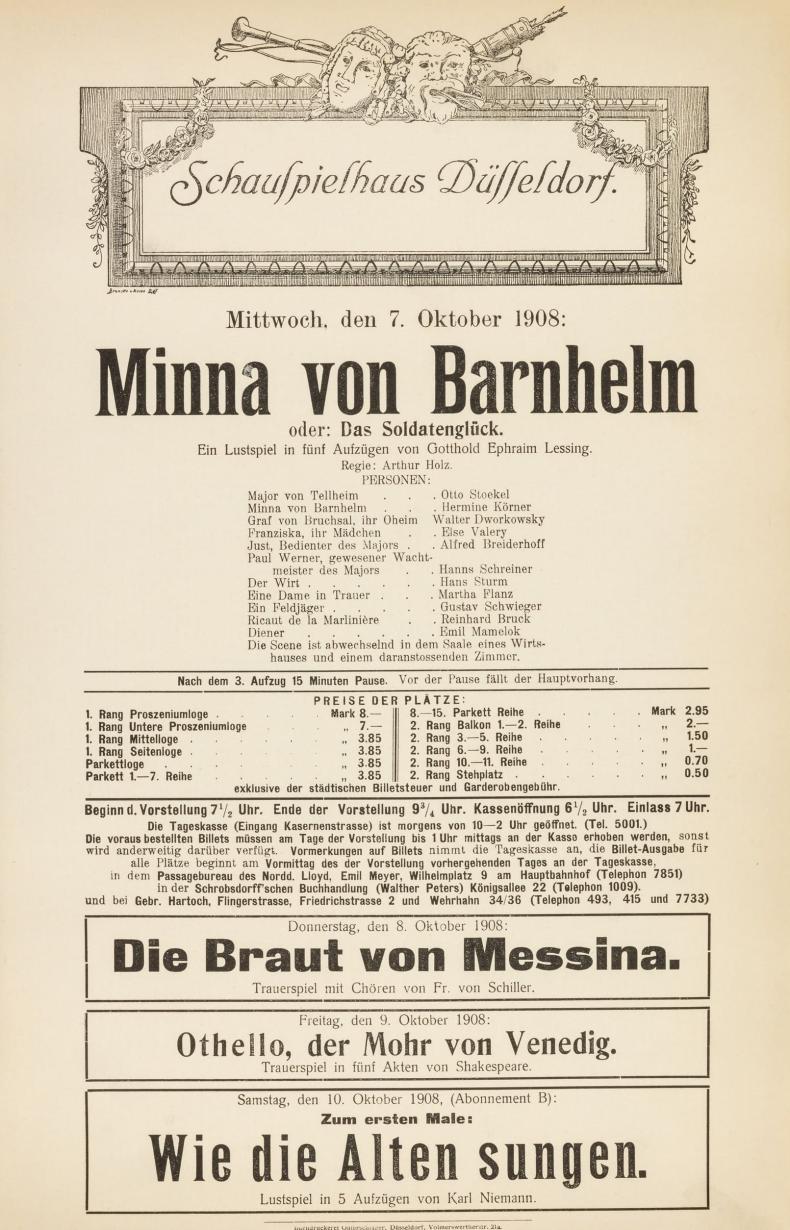 Schauspielhaus Düsseldorf.
Mittwoch, den 7. Oktober 1908:
Minna von Barnhelm
oder: Das Soldatenglück.
Ein Lustspiel in fünf Aufzügen von Gotthold Ephraim Lessing.
Regie: Arthur Holz.
PERSONEN:
Major von Tellheim . . . Otto Stoekel
Minna von Barnhelm . . . Hermine Körner
Graf von Bruchsal, ihr Oheim Walter Dworkowsky
Franziska, ihr Mädchen . . Else Valery
Just, Bedienter des Majors . . Alfred Breiderhoff
Paul Werner, gewesener Wacht-
meister des Majors . . Hanns Schreiner
Der Wirt . . . . . . Hans Sturm
Eine Dame in Trauer . . . Martha Flanz
Ein Feldjäger . . . . . Gustav Schwieger
Ricaut de la Marlinière . . Reinhard Bruck
Diener . . . . . . Emil Mamelok
Die Scene ist abwechselnd in dem Saale eines Wirts-
hauses und einem daranstossenden Zimmer.
Nach dem 3. Aufzug 15 Minuten Pause. Vor der Pause fällt der Hauptvorhang.
PREISE DER PLÄTZE:
1. Rang Proszeniumloge . . . . Mark 8.—
1. Rang Untere Proszeniumloge . . . „ 7.—
1. Rang Mittelloge . . . . . „ 3.85
1. Rang Seitenloge . . . . . „ 3.85
Parkettloge . . . . . . „ 3.85
Parkett 1.—7. Reihe . . . . . „ 3.85
8.—15. Parkett Reihe . . . . . Mark 2.95
2. Rang Balkon 1.—2. Reihe . . . „ 2.—
2. Rang 3.—5. Reihe . . . . . „ 1.50
2. Rang 6.—9. Reihe . . . . . „ 1.—
2. Rang 10.—11. Reihe . . . . „ 0.70
2. Rang Stehplatz . . . . . . „ 0.50
exklusive der städtischen Billetsteuer und Garderobengebühr.
Beginn d. Vorstellung 7 1/2 Uhr. Ende der Vorstellung 9 3/4 Uhr. Kassenöffnung 6 1/2 Uhr. Einlass 7 Uhr.
Die Tageskasse (Eingang Kasernenstrasse) ist morgens von 10—2 Uhr geöffnet. (Tel. 5001.)
Die voraus bestellten Billets müssen am Tage der Vorstellung bis 1 Uhr mittags an der Kasso erhoben werden, sonst
wird anderweitig darüber verfügt. Vormerkungen auf Billets nimmt die Tageskasse an, die Billet-Ausgabe für
alle Plätze beginnt am Vormittag des der Vorstellung vorhergehenden Tages an der Tageskasse,
in dem Passagebureau des Nordd. Lloyd, Emil Meyer, Wilhelmplatz 9 am Hauptbahnhof (Telephon 7851)
in der Schrobsdorff'schen Buchhandlung (Walther Peters) Königsallee 22 (Telephon 1009).
und bei Gebr. Hartoch, Flingerstrasse, Friedrichstrasse 2 und Wehrhahn 34/36 (Telephon 493, 415 und 7733)
Donnerstag, den 8. Oktober 1908:
Die Braut von Messina.
Trauerspiel mit Chören von Fr. von Schiller.
Freitag, den 9. Oktober 1908:
Othello, der Mohr von Venedig.
Trauerspiel in fünf Akten von Shakespeare.
Samstag, den 10. Oktober 1908, (Abonnement B):
Zum ersten Male:
Wie die Alten sungen.
Lustspiel in 5 Aufzügen von Karl Niemann.
Düsseldorf, Volmerswertherstr. 21a.